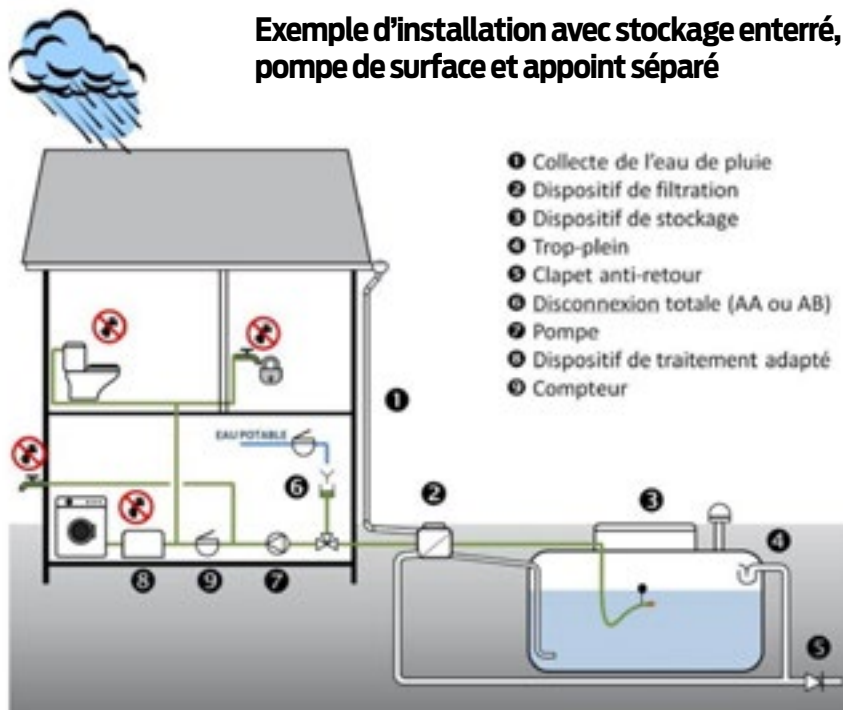 Exemple d'installation avec stockage enterré,
pompe de surface et appoint séparé
❶ Collecte de l'eau de pluie
❷ Dispositif de filtration
❸ Dispositif de stockage
❹ Trop-plein
❺ Clapet anti-retour
❻ Disconnexion totale (AA ou AB)
❼ Pompe
❽ Dispositif de traitement adapté
❾ Compteur
❶
EAU POTABLE
❻
❷
❸
❹
❽
❾
❼
❺